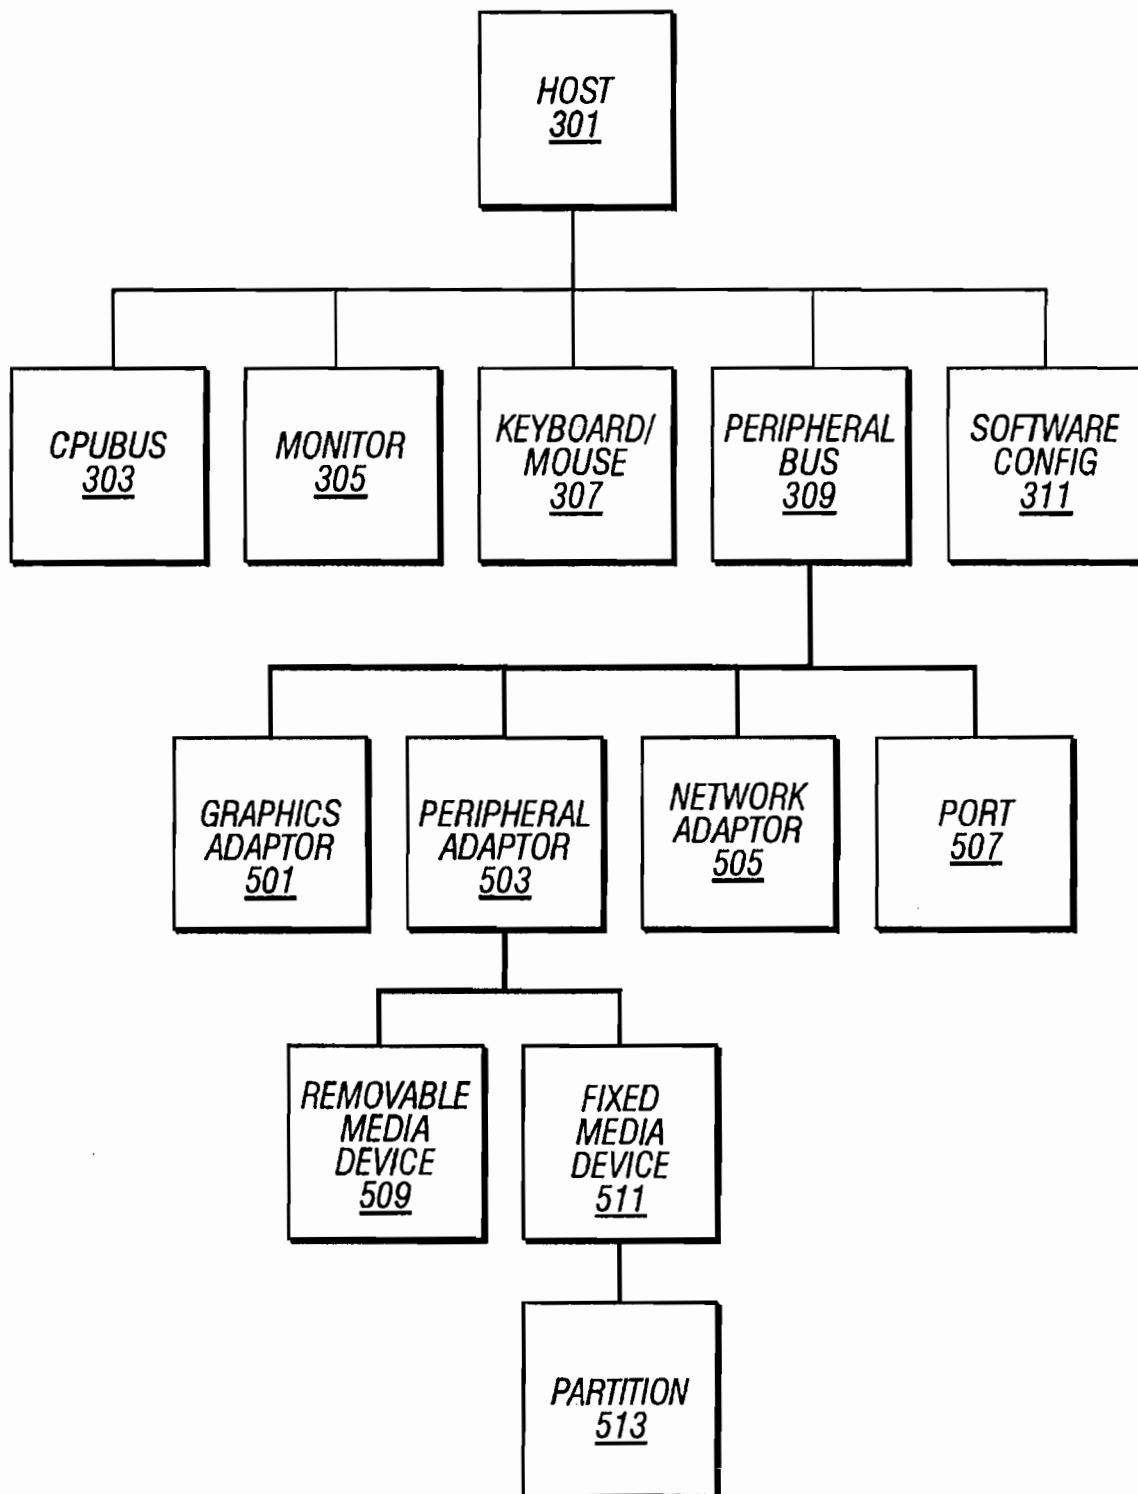 HOST
301
CPUBUS
303
MONITOR
305
KEYBOARD/
MOUSE
307
PERIPHERAL
BUS
309
SOFTWARE
CONFIG
311
GRAPHICS
ADAPTOR
501
PERIPHERAL
ADAPTOR
503
NETWORK
ADAPTOR
505
PORT
507
REMOVABLE
MEDIA
DEVICE
509
FIXED
MEDIA
DEVICE
511
PARTITION
513